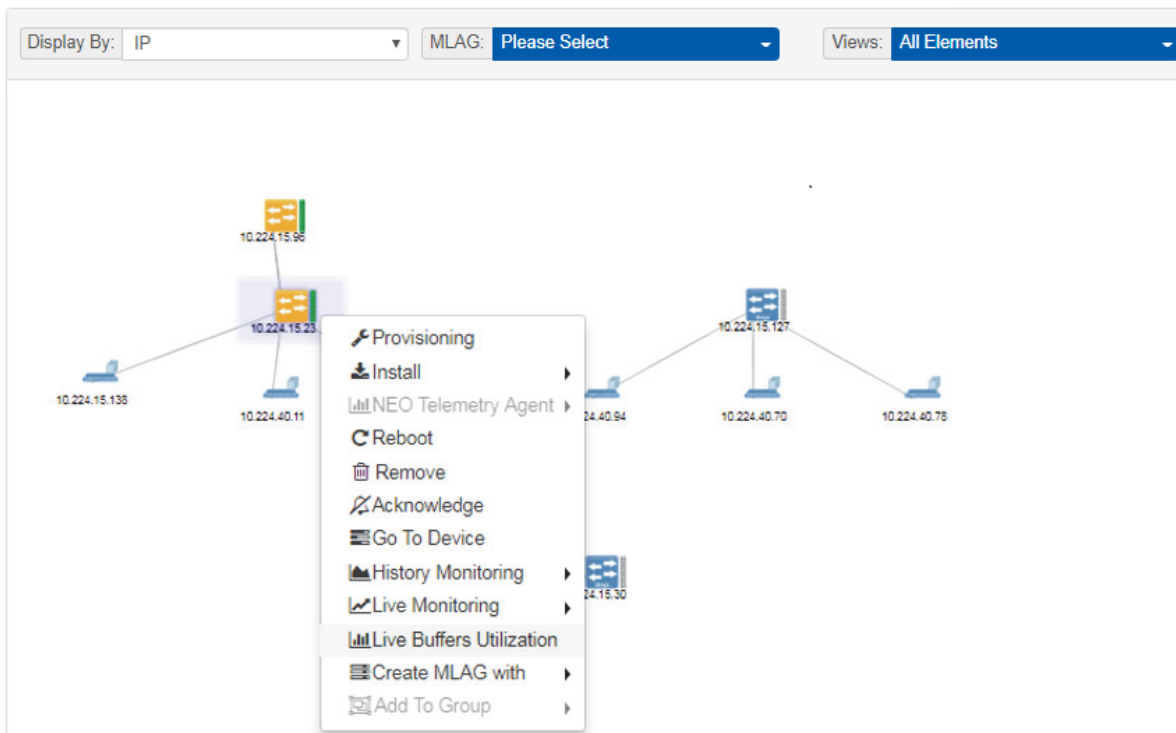 Display By: IP MLAG: Please Select Views: All Elements
10.224.15.96
10.224.15.23
10.224.15.127
10.224.15.138
10.224.40.11
24.40.94
10.224.40.70
10.224.40.78
Provisioning
Install
NEO Telemetry Agent
Reboot
Remove
Acknowledge
Go To Device
History Monitoring
24.15.30
Live Monitoring
Live Buffers Utilization
Create MLAG with
Add To Group